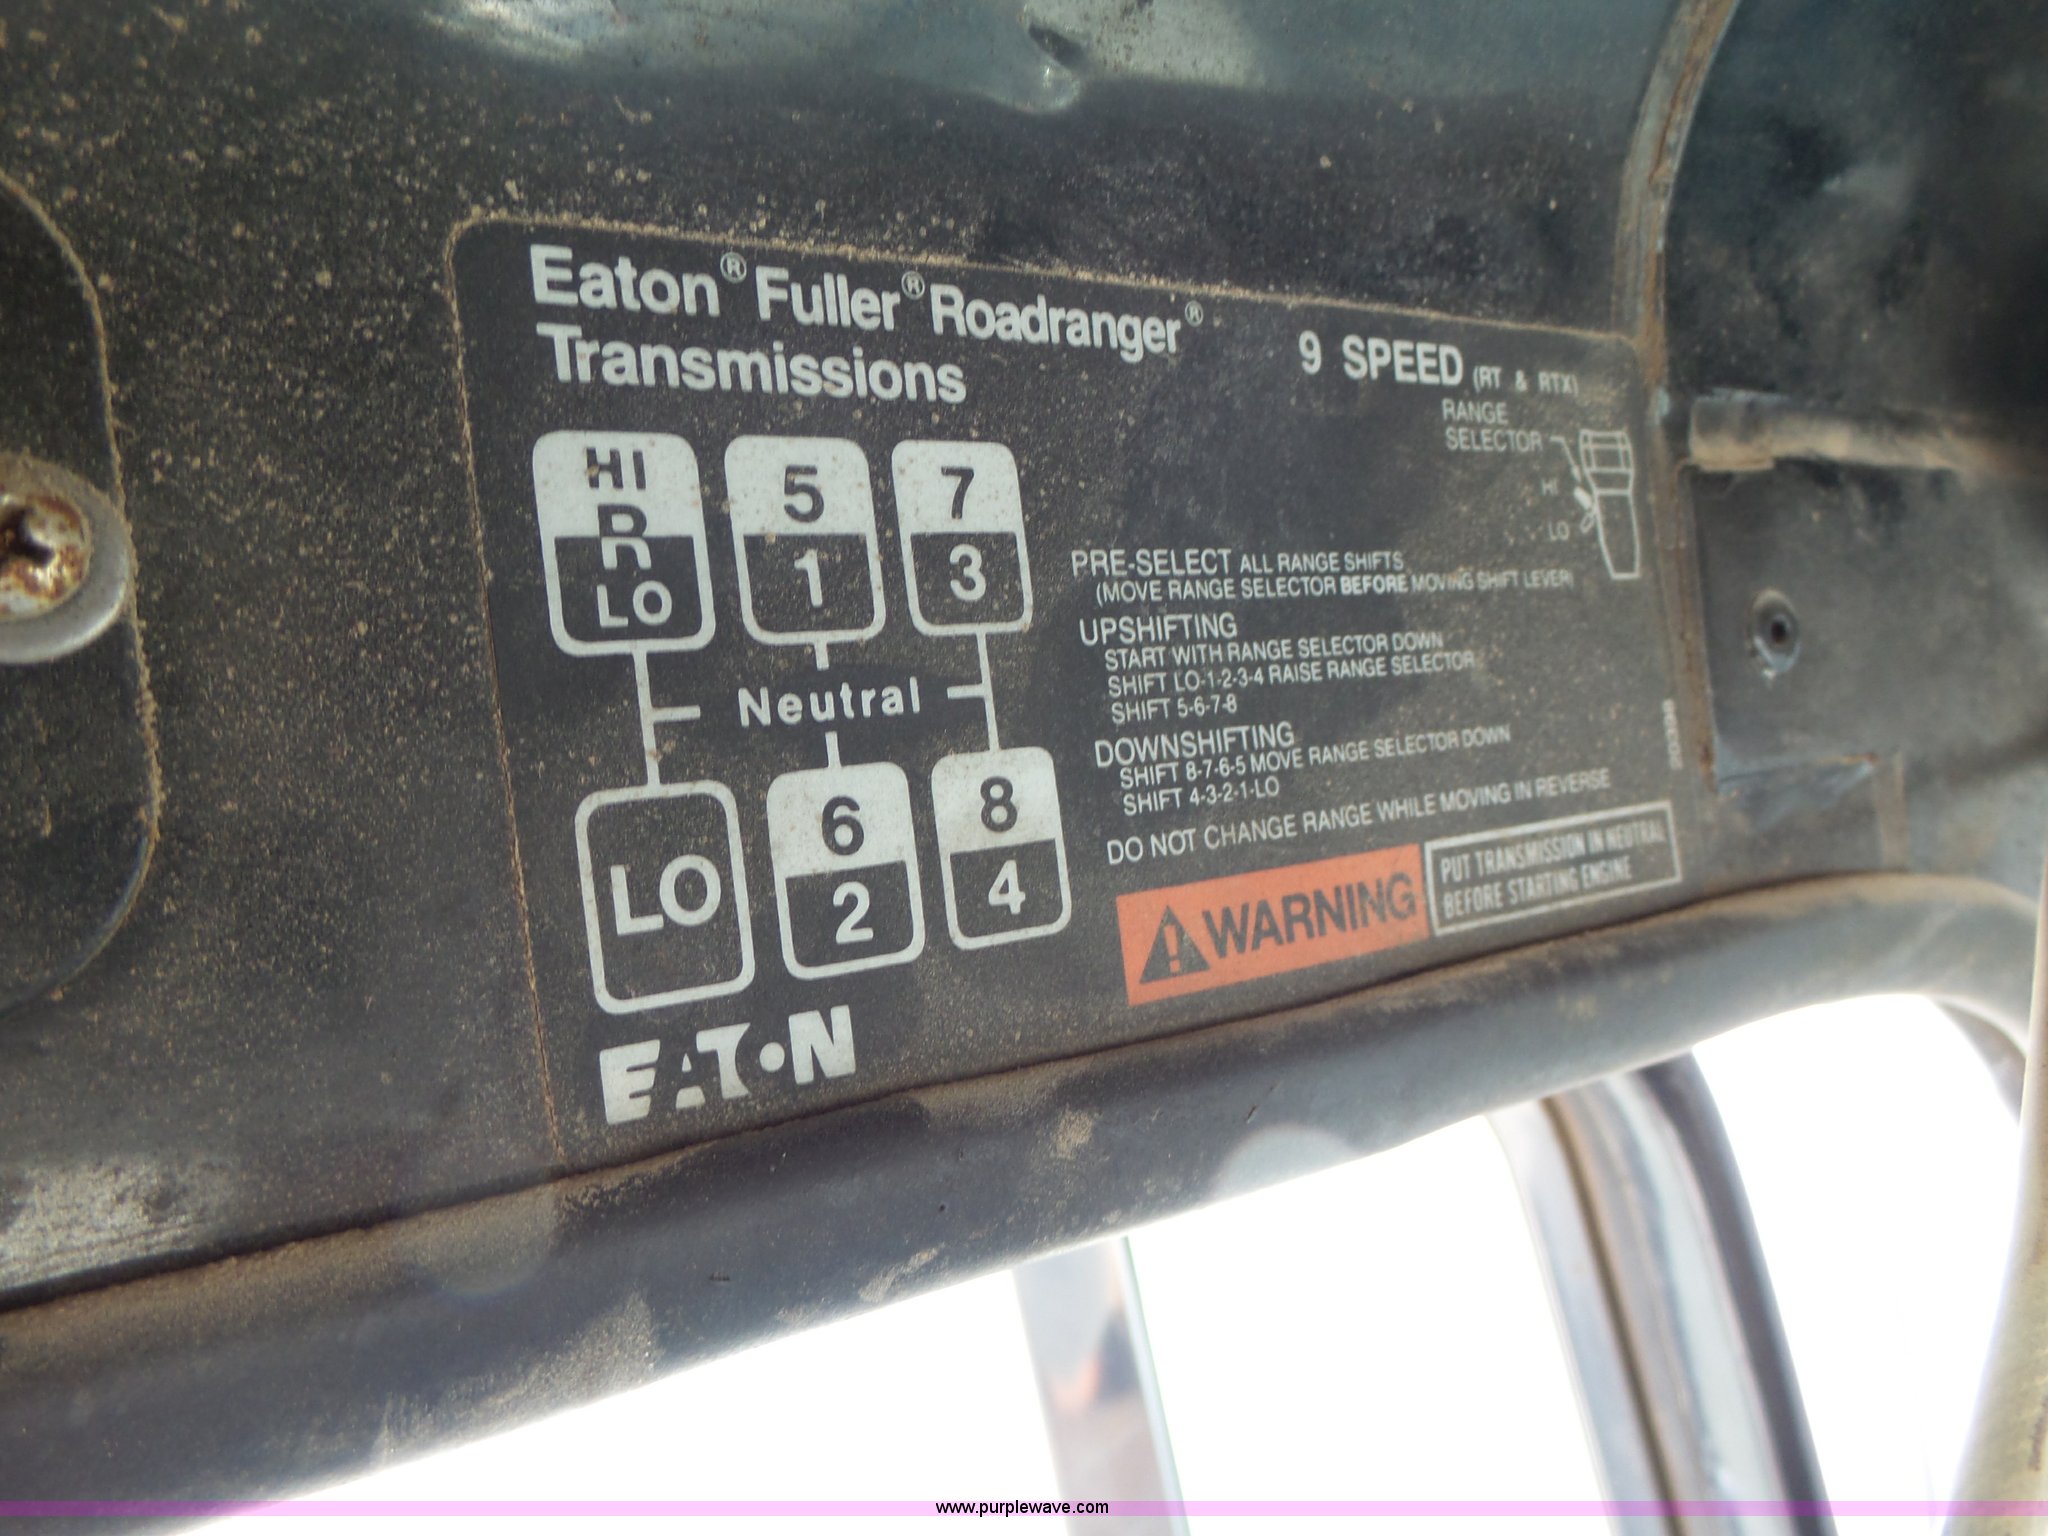 Eaton® Fuller® Roadranger®
Transmissions
9 SPEED (RT & RTX)
RANGE
SELECTOR
HI
LO
HI
R
LO
5
1
7
3
Neutral
LO
6
2
8
4
EATON
PRE-SELECT ALL RANGE SHIFTS
(MOVE RANGE SELECTOR BEFORE MOVING SHIFT LEVER)
UPSHIFTING
START WITH RANGE SELECTOR DOWN
SHIFT LO-1-2-3-4 RAISE RANGE SELECTOR
SHIFT 5-6-7-8
DOWNSHIFTING
SHIFT 8-7-6-5 MOVE RANGE SELECTOR DOWN
SHIFT 4-3-2-1-LO
DO NOT CHANGE RANGE WHILE MOVING IN REVERSE
WARNING
PUT TRANSMISSION IN NEUTRAL
BEFORE STARTING ENGINE
www.purplewave.com